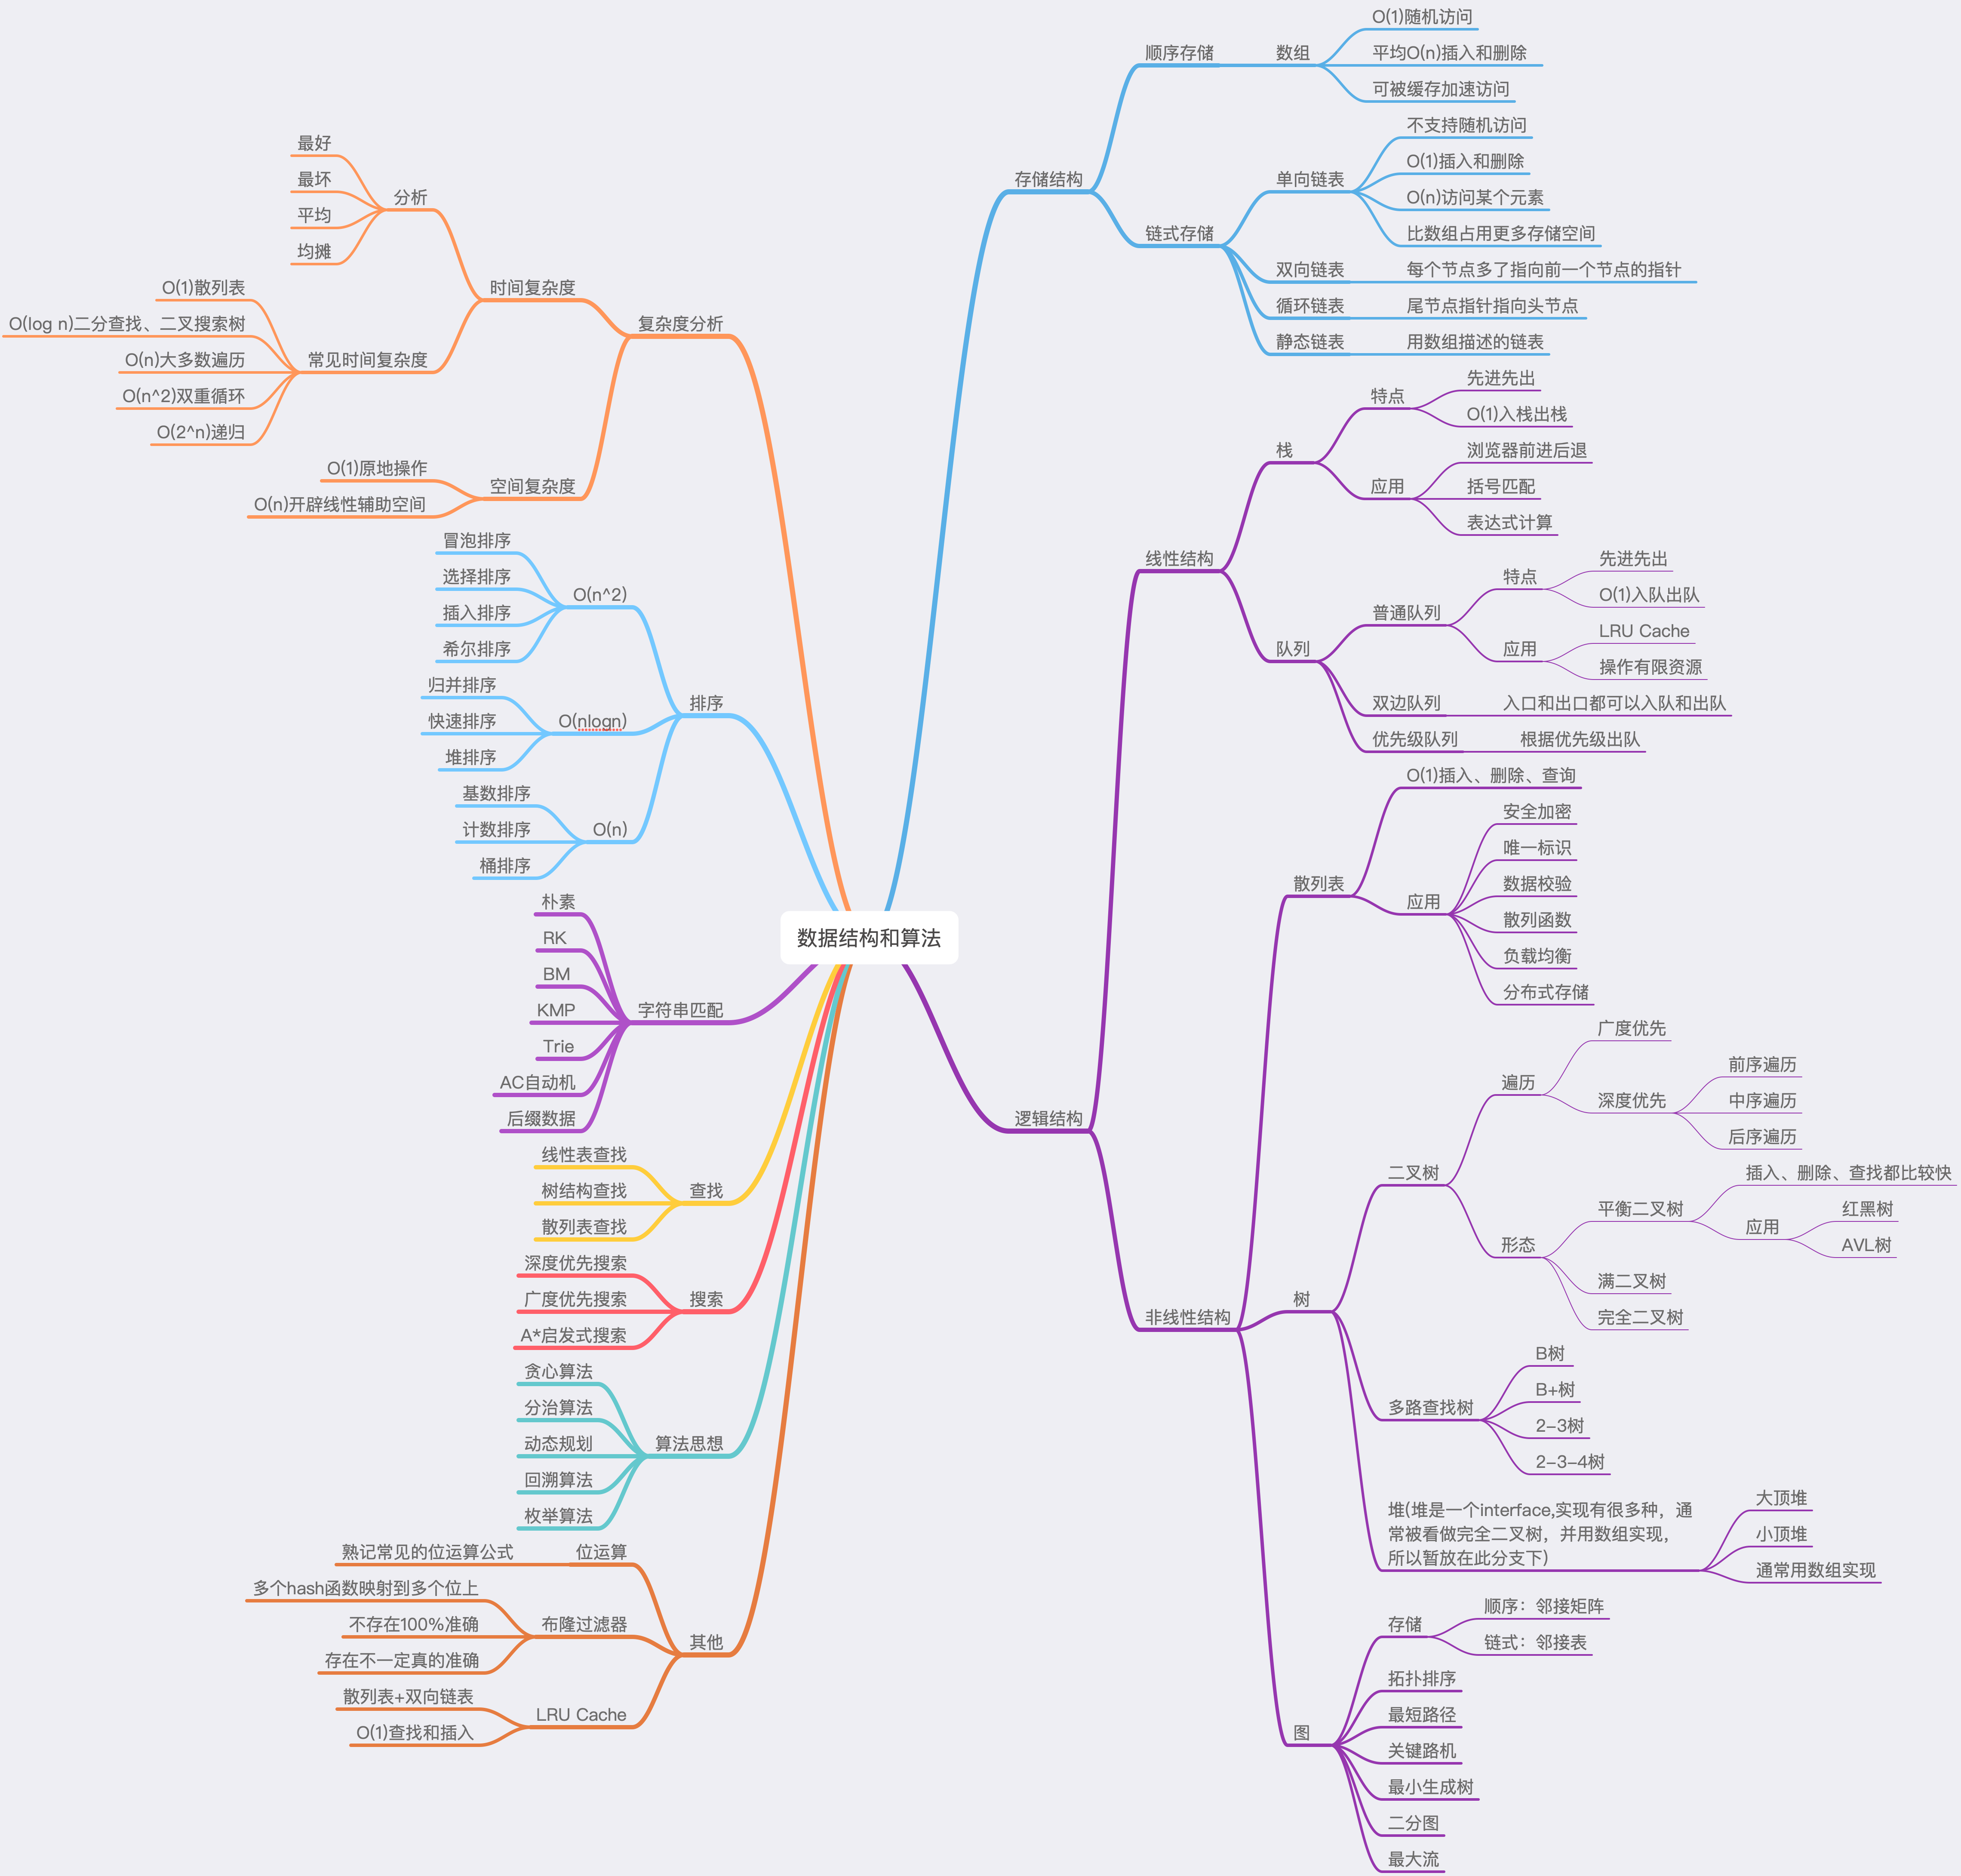 数据结构和算法
复杂度分析
时间复杂度
分析
最好
最坏
平均
均摊
常见时间复杂度
O(1)散列表
O(log n)二分查找、二叉搜索树
O(n)大多数遍历
O(n^2)双重循环
O(2^n)递归
空间复杂度
O(1)原地操作
O(n)开辟线性辅助空间
排序
O(n^2)
冒泡排序
选择排序
插入排序
希尔排序
O(nlogn)
归并排序
快速排序
堆排序
O(n)
基数排序
计数排序
桶排序
字符串匹配
朴素
RK
BM
KMP
Trie
AC自动机
后缀数据
查找
线性表查找
树结构查找
散列表查找
搜索
深度优先搜索
广度优先搜索
A*启发式搜索
算法思想
贪心算法
分治算法
动态规划
回溯算法
枚举算法
其他
位运算
熟记常见的位运算公式
布隆过滤器
多个hash函数映射到多个位上
不存在100%准确
存在不一定真的准确
LRU Cache
散列表+双向链表
O(1)查找和插入
存储结构
顺序存储
数组
O(1)随机访问
平均O(n)插入和删除
可被缓存加速访问
链式存储
单向链表
不支持随机访问
O(1)插入和删除
O(n)访问某个元素
比数组占用更多存储空间
双向链表
每个节点多了指向前一个节点的指针
循环链表
尾节点指针指向头节点
静态链表
用数组描述的链表
逻辑结构
线性结构
栈
特点
先进先出
O(1)入栈出栈
应用
浏览器前进后退
括号匹配
表达式计算
队列
普通队列
特点
先进先出
O(1)入队出队
应用
LRU Cache
操作有限资源
双边队列
入口和出口都可以入队和出队
优先级队列
根据优先级出队
非线性结构
散列表
O(1)插入、删除、查询
应用
安全加密
唯一标识
数据校验
散列函数
负载均衡
分布式存储
树
二叉树
遍历
广度优先
深度优先
前序遍历
中序遍历
后序遍历
形态
平衡二叉树
插入、删除、查找都比较快
应用
红黑树
AVL树
满二叉树
完全二叉树
多路查找树
B树
B+树
2-3树
2-3-4树
堆(堆是一个interface,实现有很多种，通
常被看做完全二叉树，并用数组实现，
所以暂放在此分支下)
大顶堆
小顶堆
通常用数组实现
图
存储
顺序：邻接矩阵
链式：邻接表
拓扑排序
最短路径
关键路机
最小生成树
二分图
最大流